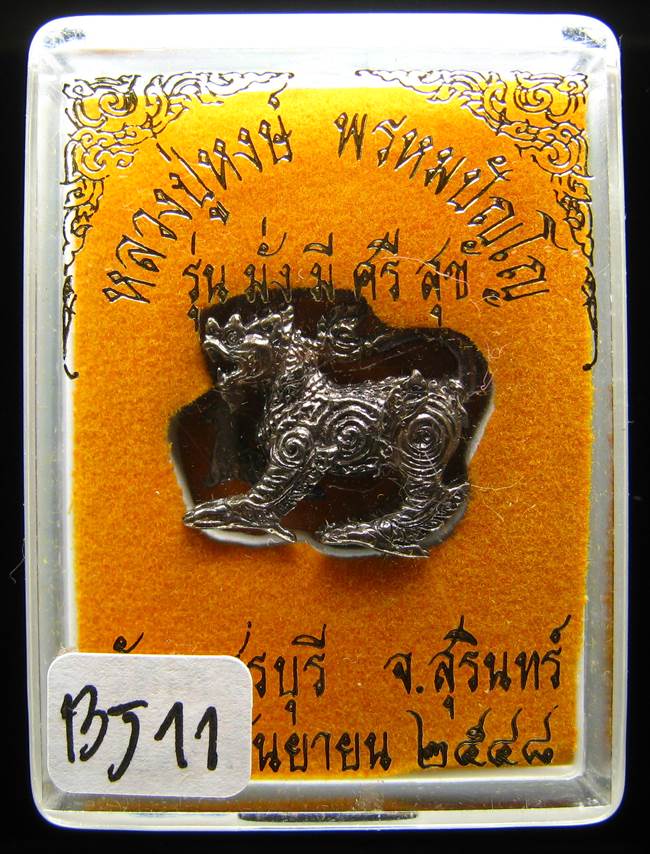 หลวงปู่หงษ์ พรหมปัญโญ
รุ่น มั่ง มี ศรี สุข
จ.สุรินทร์
๒๕๔๘
BJ11